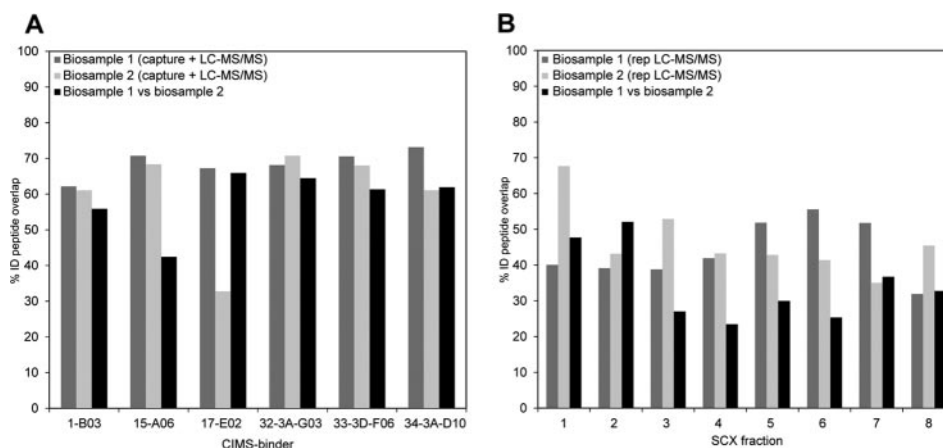 A
Biosample 1 (capture + LC-MS/MS)
Biosample 2 (capture + LC-MS/MS)
Biosample 1 vs biosample 2
% ID peptide overlap
100
90
80
70
60
50
40
30
20
10
0
1-B03 15-A06 17-E02 32-3A-G03 33-3D-F06 34-3A-D10
CIMS-binder
B
Biosample 1 (rep LC-MS/MS)
Biosample 2 (rep LC-MS/MS)
Biosample 1 vs biosample 2
% ID peptide overlap
100
90
80
70
60
50
40
30
20
10
0
1 2 3 4 5 6 7 8
SCX fraction